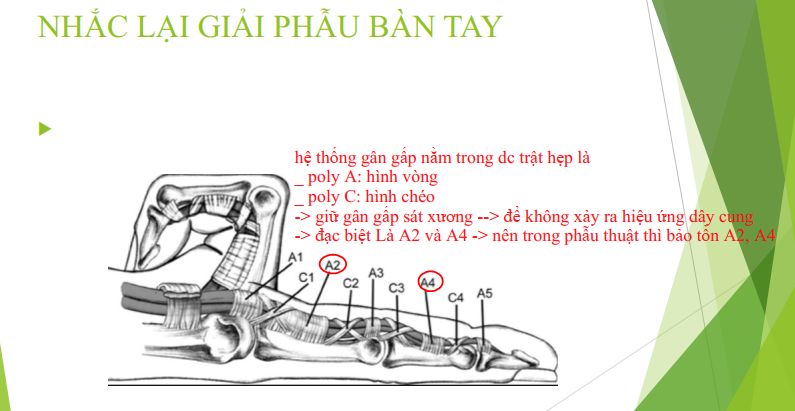 NHẮC LẠI GIẢI PHẪU BÀN TAY
hệ thống gân gấp nằm trong dc trật hẹp là
_ poly A: hình vòng
_ poly C: hình chéo
-> giữ gân gấp sát xương --> để không xảy ra hiệu ứng dây cung
-> đạc biệt Là A2 và A4 -> nên trong phẫu thuật thì bảo tồn A2, A4
A1
C1
A2
C2
A3
C3
A4
C4
A5